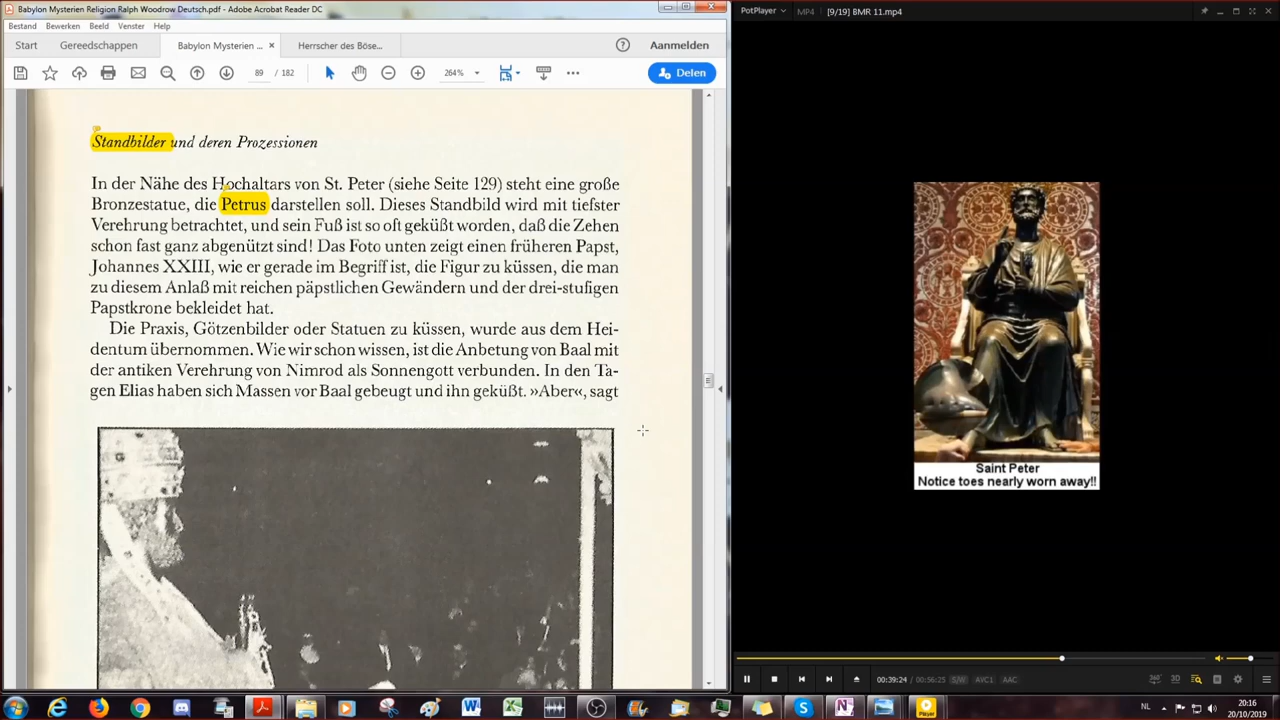 Babylon Mysterien Religion Ralph Woodrow Deutsch.pdf - Adobe Acrobat Reader DC
Bestand Bewerken Beeld Venster Help
Start Gereedschappen Babylon Mysterien ... × Herrscher des Böse... Aanmelden
89 / 182 264% Delen
Standbilder und deren Prozessionen
In der Nähe des Hochaltars von St. Peter (siehe Seite 129) steht eine große
Bronzestatue, die Petrus darstellen soll. Dieses Standbild wird mit tiefster
Verehrung betrachtet, und sein Fuß ist so oft geküßt worden, daß die Zehen
schon fast ganz abgenützt sind! Das Foto unten zeigt einen früheren Papst,
Johannes XXIII, wie er gerade im Begriff ist, die Figur zu küssen, die man
zu diesem Anlaß mit reichen päpstlichen Gewändern und der drei-stufigen
Papstkrone bekleidet hat.
Die Praxis, Götzenbilder oder Statuen zu küssen, wurde aus dem Hei-
dentum übernommen. Wie wir schon wissen, ist die Anbetung von Baal mit
der antiken Verehrung von Nimrod als Sonnengott verbunden. In den Ta-
gen Elias haben sich Massen vor Baal gebeugt und ihn geküßt. »Aber«, sagt
PotPlayer MP4 [9/19] BMR 11.mp4
Saint Peter
Notice toes nearly worn away!!
00:39:24 / 00:56:25 S/W AVC1 AAC
360° 3D
NL 20:16
20/10/2019